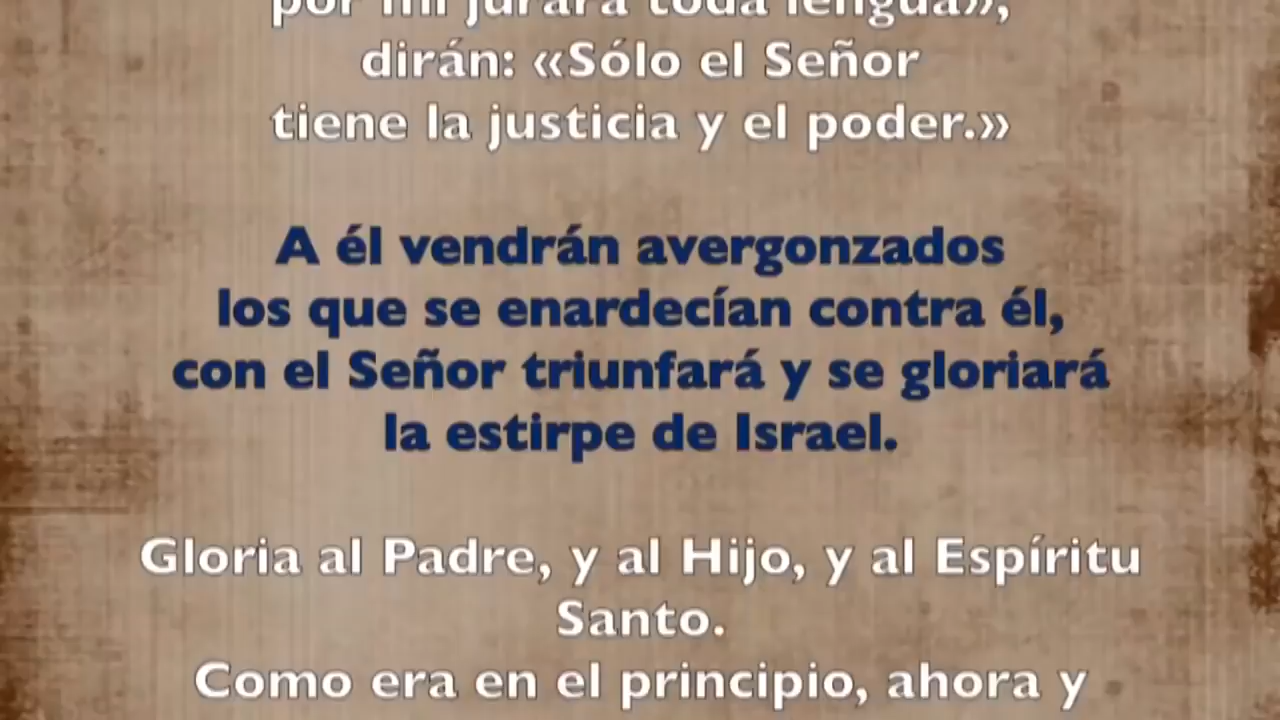 por mí jurará toda lengua»,
dirán: «Sólo el Señor
tiene la justicia y el poder.»
A él vendrán avergonzados
los que se enardecían contra él,
con el Señor triunfará y se gloriará
la estirpe de Israel.
Gloria al Padre, y al Hijo, y al Espíritu
Santo.
Como era en el principio, ahora y